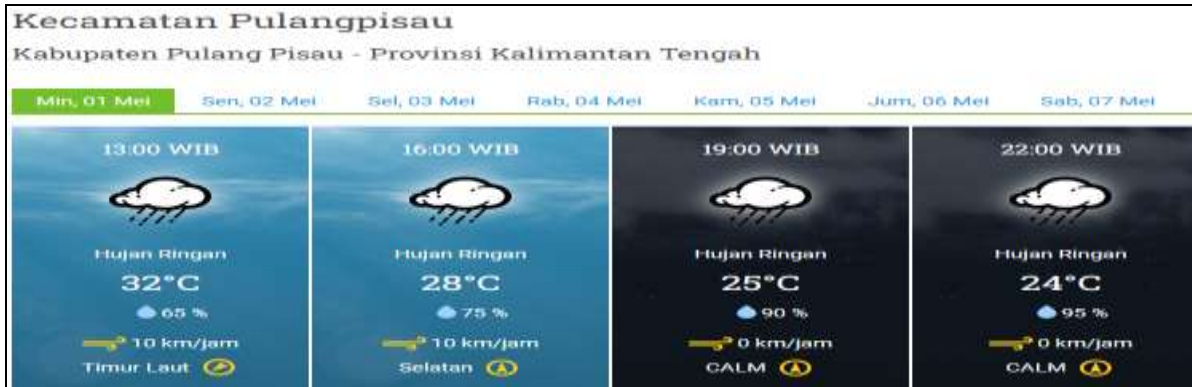 Kecamatan Pulangpisau
Kabupaten Pulang Pisau - Provinsi Kalimantan Tengah
Min, 01 Mei Sen, 02 Mei Sel, 03 Mei Rab, 04 Mei Kam, 05 Mei Jum, 06 Mei Sab, 07 Mei
13:00 WIB 16:00 WIB 19:00 WIB 22:00 WIB
Hujan Ringan Hujan Ringan Hujan Ringan Hujan Ringan
32°C 28°C 25°C 24°C
65 % 75 % 90 % 95 %
10 km/jam 10 km/jam 0 km/jam 0 km/jam
Timur Laut Selatan CALM CALM